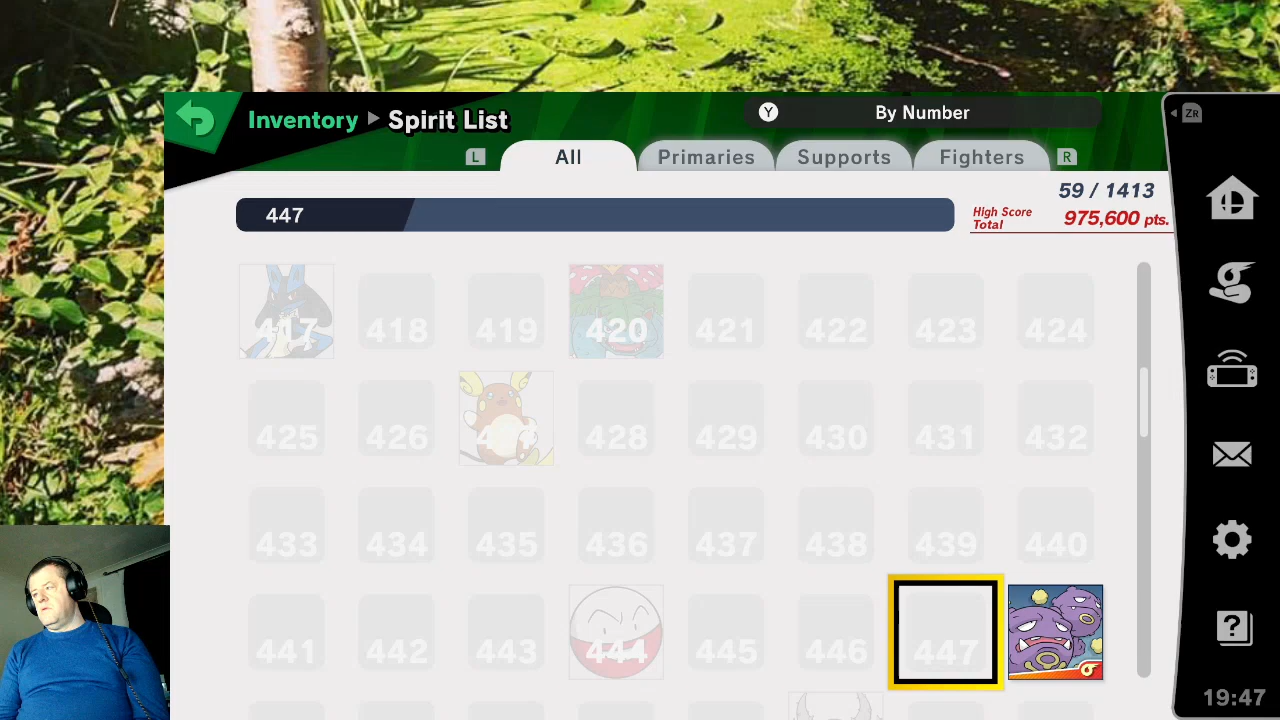 Inventory ▶ Spirit List
Y By Number
ZR
L All Primaries Supports Fighters R
447
59 / 1413
High Score Total 975,600 pts.
417 418 419 420 421 422 423 424
425 426 428 429 430 431 432
433 434 435 436 437 438 439 440
441 442 443 444 445 446 447
?
19:47